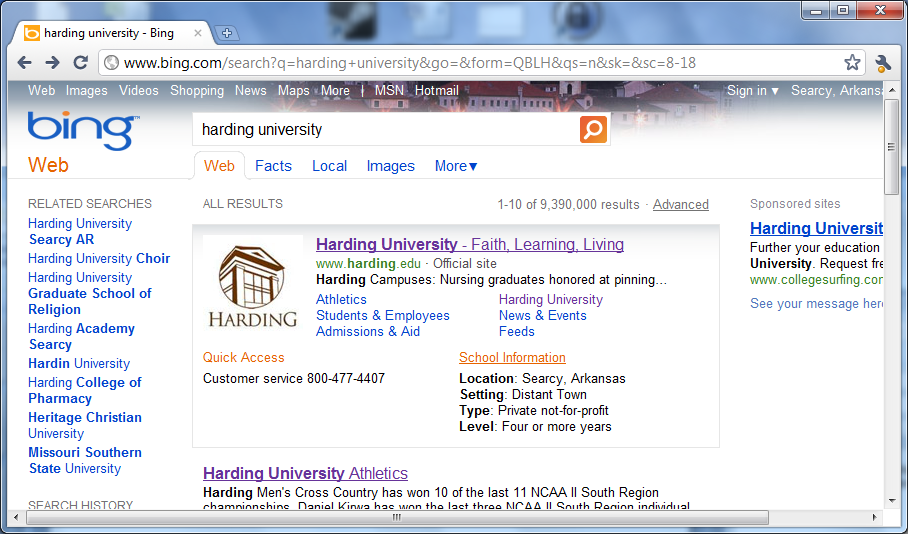 harding university - Bing
www.bing.com/search?q=harding+university&go=&form=QBLH&qs=n&sk=&sc=8-18
Web Images Videos Shopping News Maps More | MSN Hotmail
Sign in ▾ Searcy, Arkansa
bing™
harding university
Web
Web Facts Local Images More▾
RELATED SEARCHES
Harding University
Searcy AR
Harding University Choir
Harding University
Graduate School of
Religion
Harding Academy
Searcy
Hardin University
Harding College of
Pharmacy
Heritage Christian
University
Missouri Southern
State University
SEARCH HISTORY
ALL RESULTS
1-10 of 9,390,000 results · Advanced
HARDING
Harding University - Faith, Learning, Living
www.harding.edu · Official site
Harding Campuses: Nursing graduates honored at pinning…
Athletics
Students & Employees
Admissions & Aid
Harding University
News & Events
Feeds
Quick Access
Customer service 800-477-4407
School Information
Location: Searcy, Arkansas
Setting: Distant Town
Type: Private not-for-profit
Level: Four or more years
Harding University Athletics
Harding Men's Cross Country has won 10 of the last 11 NCAA II South Region
championships. Daniel Kirwa has won the last three NCAA II South Region individual
Sponsored sites
Harding Universit
Further your education
University. Request fre
www.collegesurfing.com
See your message here